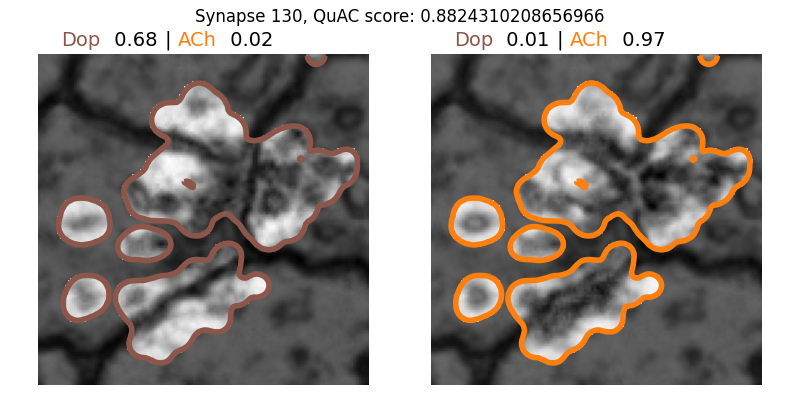 Synapse 130, QuAC score: 0.8824310208656966
Dop 0.68 | ACh 0.02
Dop 0.01 | ACh 0.97